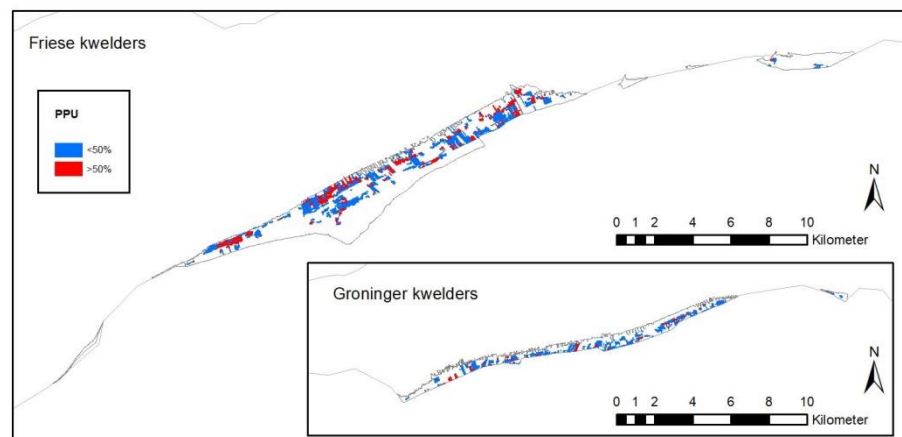 Friese kwelders
PPU
<50%
>50%
N
0 1 2 4 6 8 10
Kilometer
Groninger kwelders
N
0 1 2 4 6 8 10
Kilometer